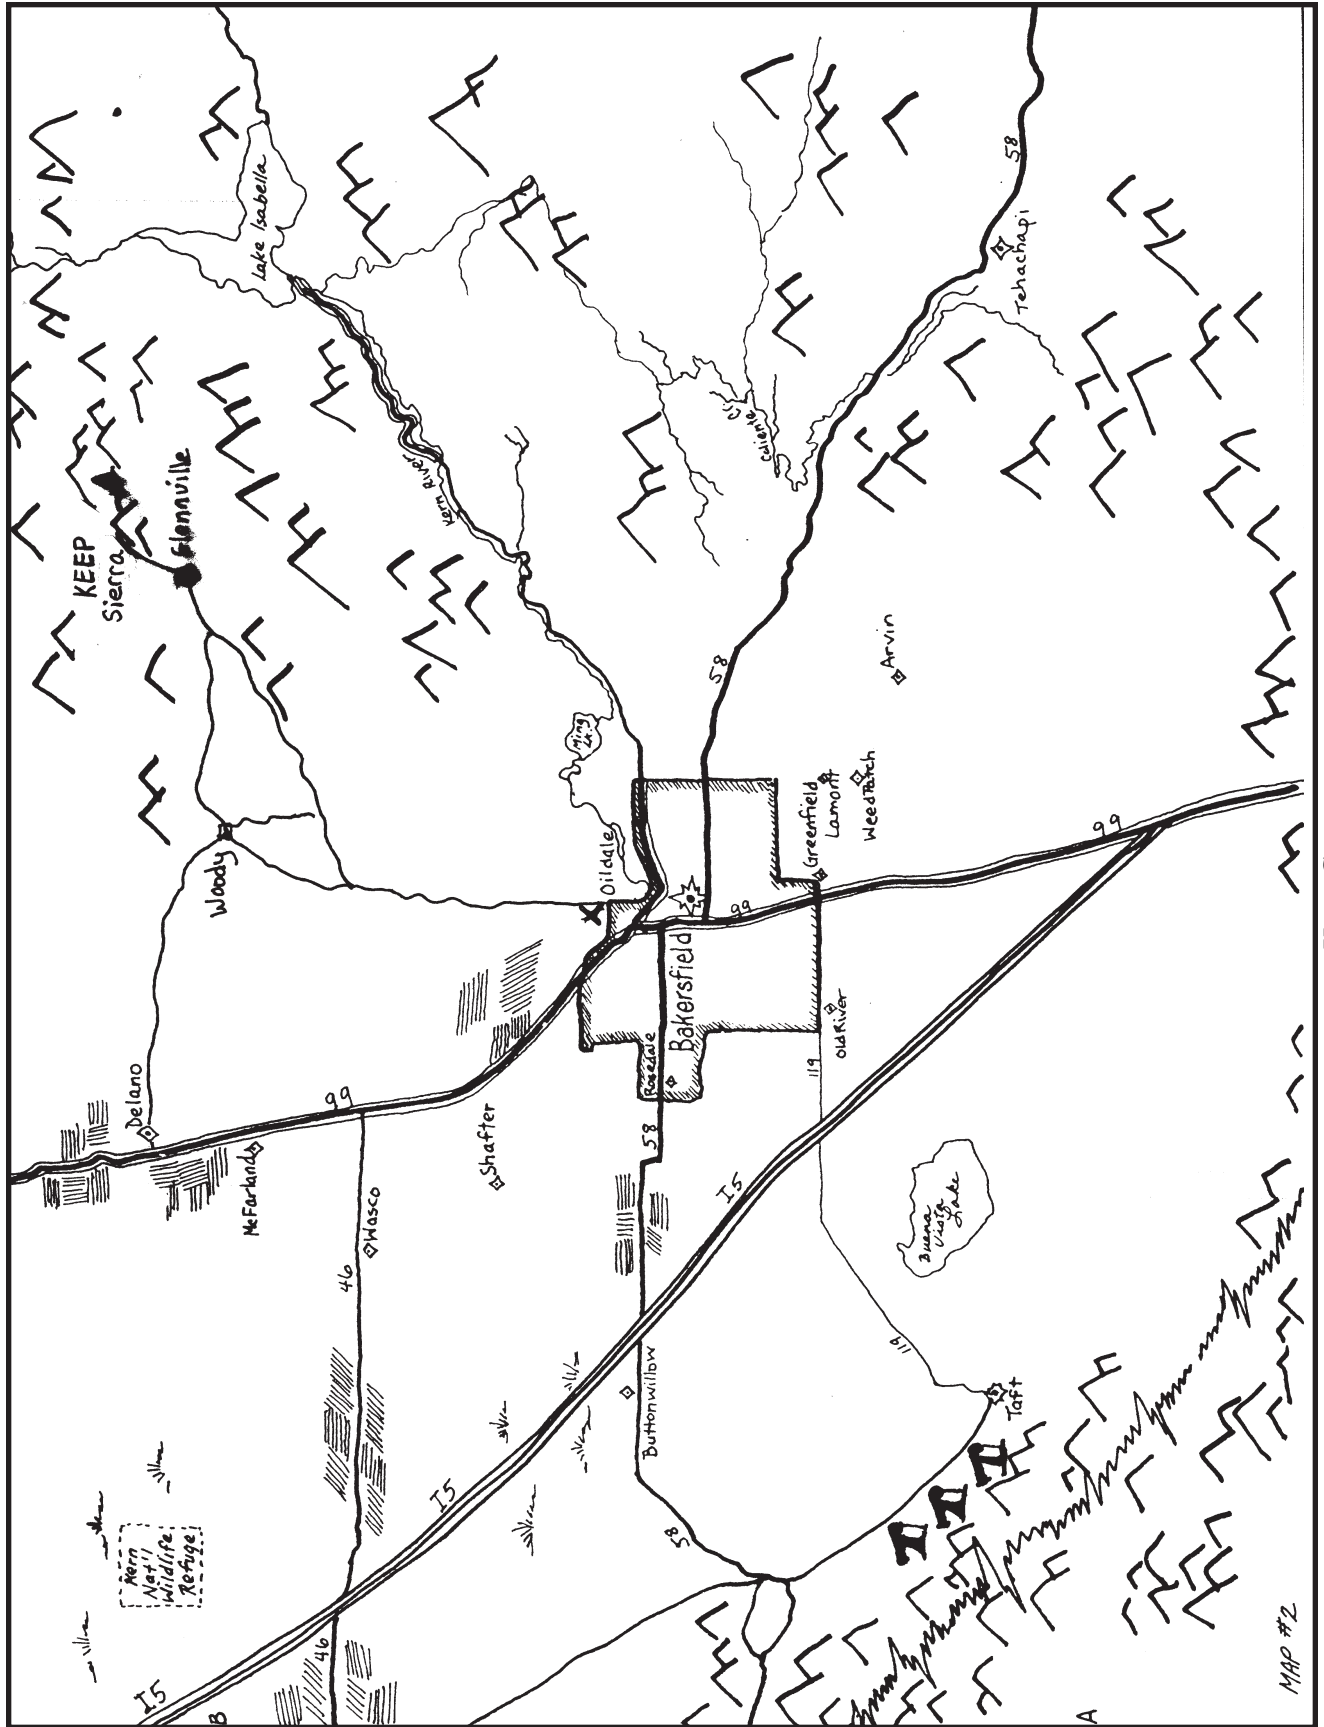 Lake Isabella
58
Tehachapi
Caliente
Kern River
KEEP
Sierra
Glennville
58
Arvin
Ming
Lk.
Woody
Oildale
Greenfield
Lamont
Weed Patch
99
99
Bakersfield
Rosedale
Old River
119
Delano
99
McFarland
Shafter
58
I5
Wasco
46
Buena
Vista
Lake
119
Buttonwillow
Taft
58
I5
Kern
Nat'l
Wildlife
Refuge
46
I5
B
A
MAP #2